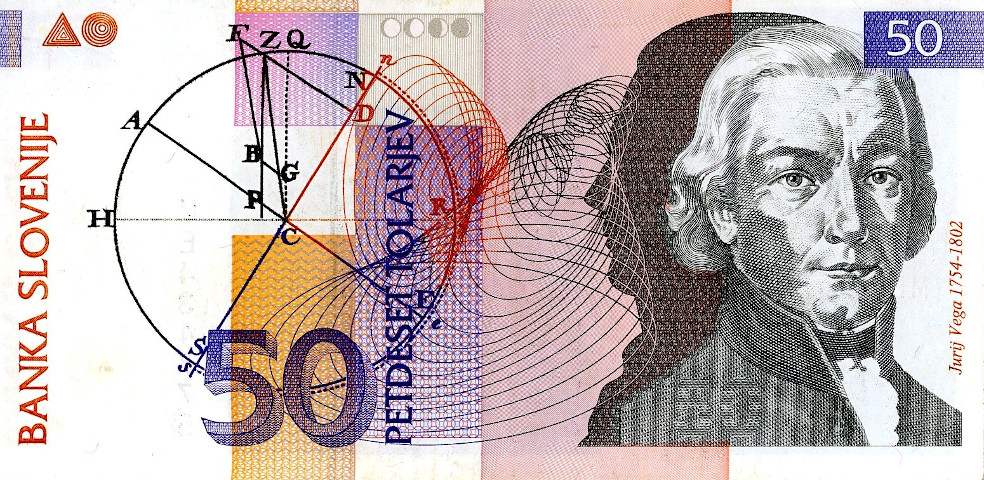 BANKA SLOVENIJE
F
Z
Q
N
n
A
D
B
G
P
H
R
C
E
e
S
s
50
PETDESET TOLARJEV
50
Jurij Vega 1754-1802